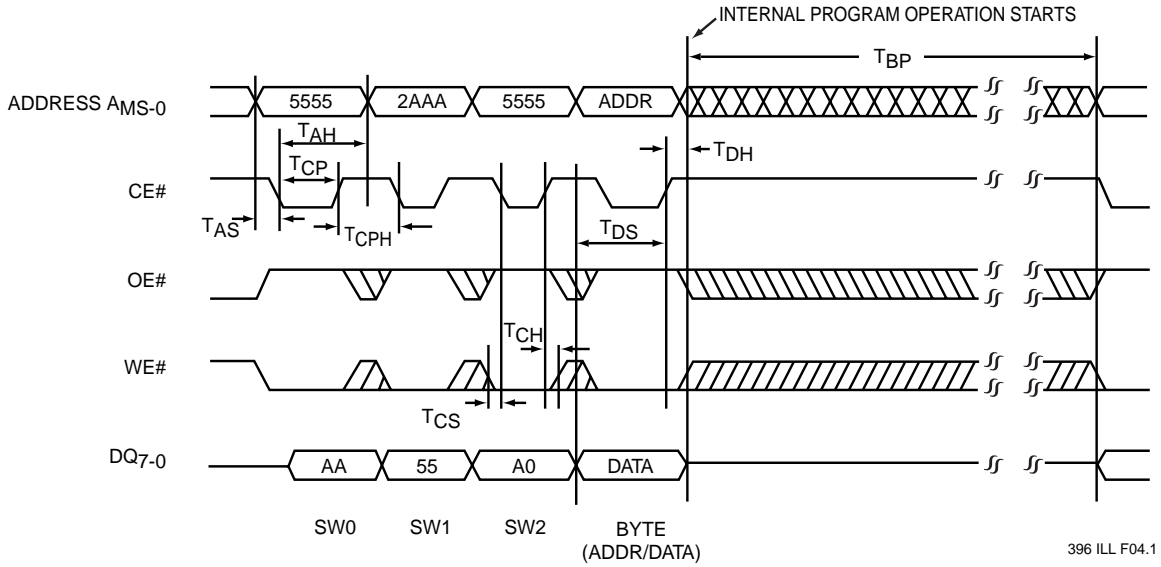 INTERNAL PROGRAM OPERATION STARTS
TBP
ADDRESS AMS-0
5555 2AAA 5555 ADDR
TAH
TDH
TCP
CE#
TAS
TCPH
TDS
OE#
TCH
WE#
TCS
DQ7-0
AA 55 A0 DATA
SW0 SW1 SW2 BYTE
(ADDR/DATA)
396 ILL F04.1